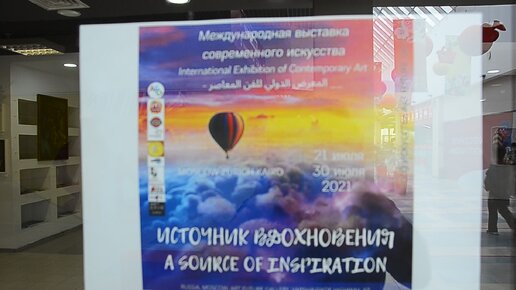 Международная выставка
современного искусства
International Exhibition of Contemporary Art
- المعرض الدولي للفن المعاصر -
21 июля
30 июля
2021
ИСТОЧНИК ВДОХНОВЕНИЯ
A SOURCE OF INSPIRATION